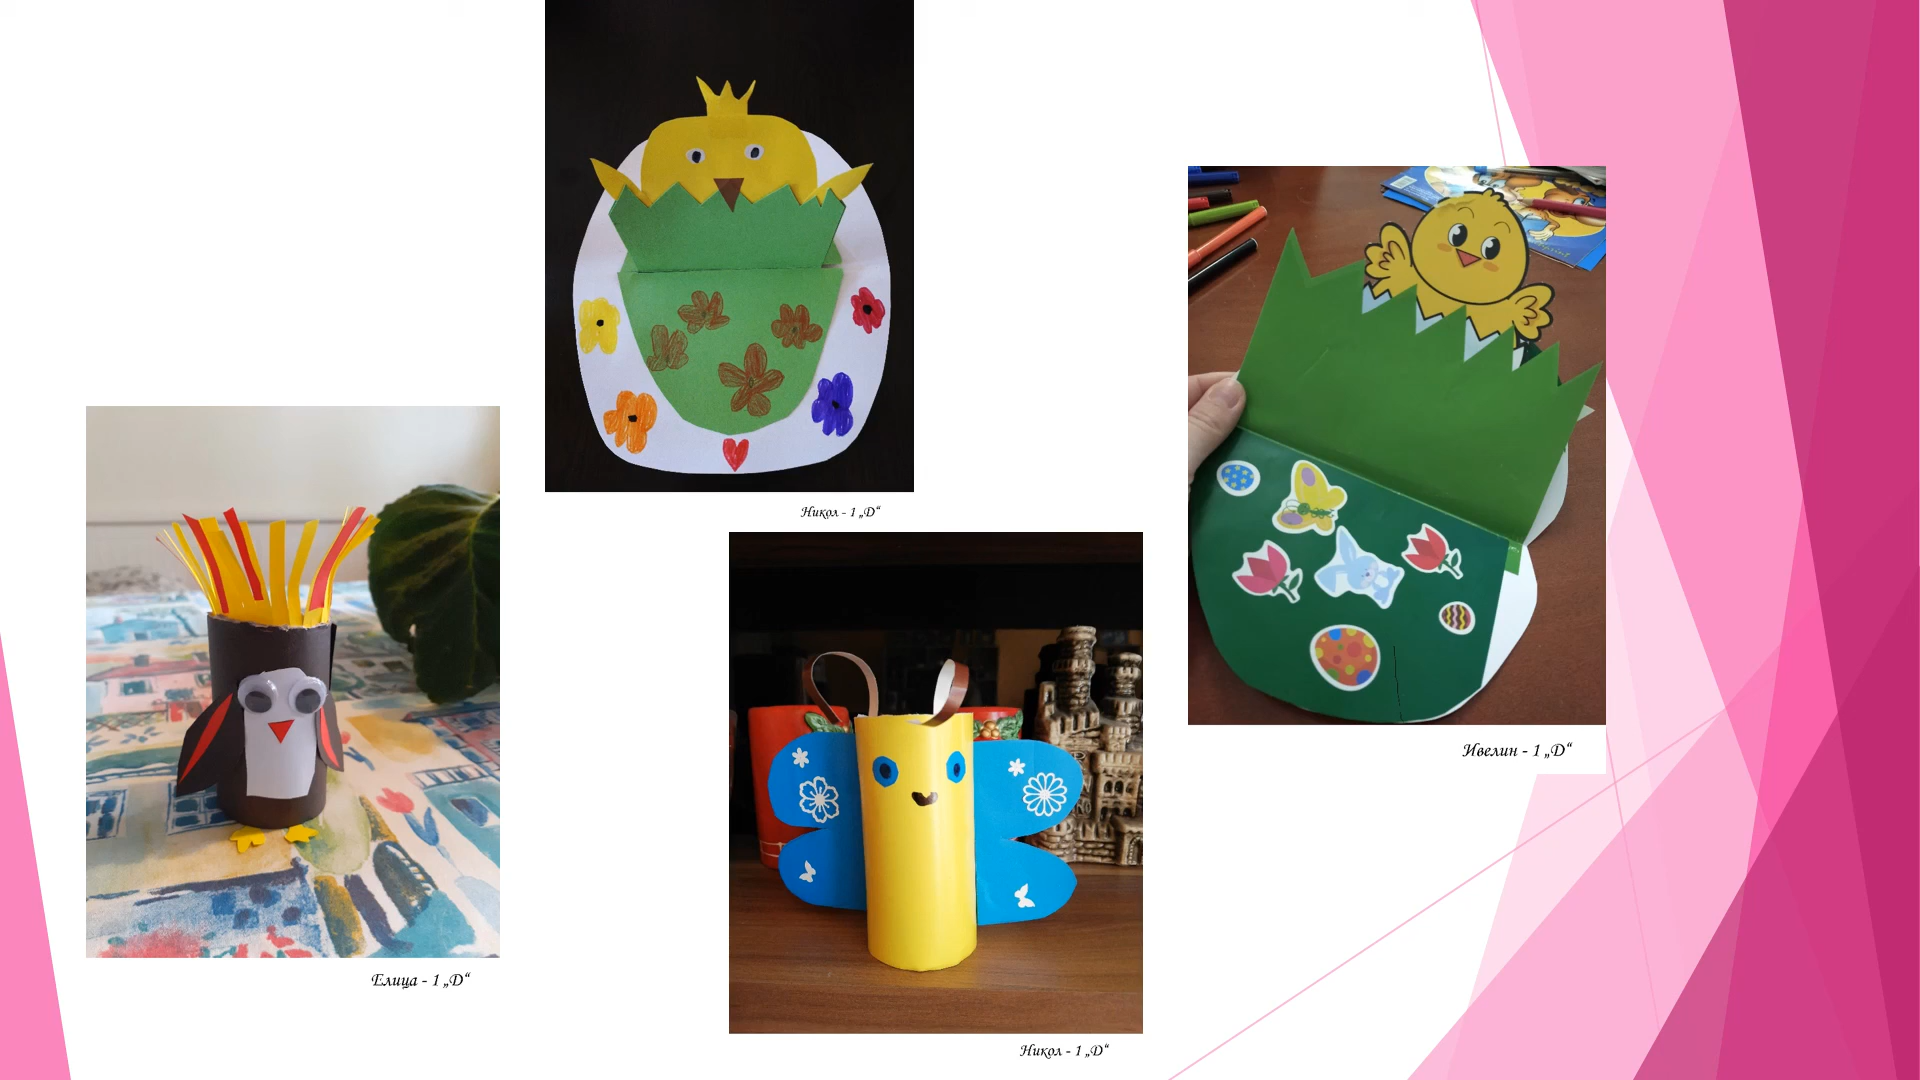 Никол - 1 „D“
Ивелин - 1 „D“
Елица - 1 „D“
Никол - 1 „D“